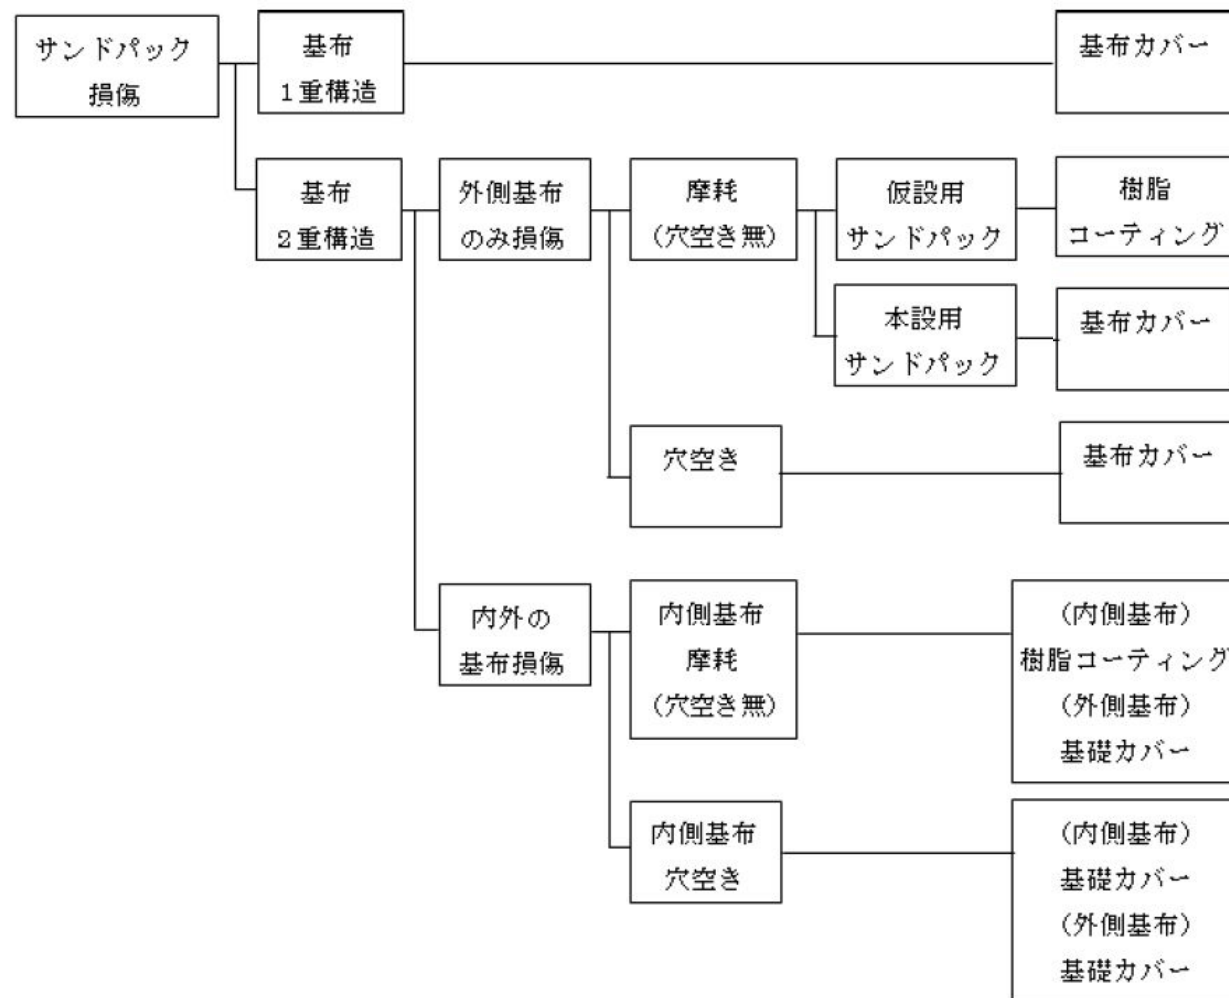 サンドパック
損傷
基布
1重構造
基布カバー
基布
2重構造
外側基布
のみ損傷
摩耗
(穴空き無)
仮設用
サンドパック
樹脂
コーティング
本設用
サンドパック
基布カバー
穴空き
基布カバー
内外の
基布損傷
内側基布
摩耗
(穴空き無)
(内側基布)
樹脂コーティング
(外側基布)
基礎カバー
内側基布
穴空き
(内側基布)
基礎カバー
(外側基布)
基礎カバー